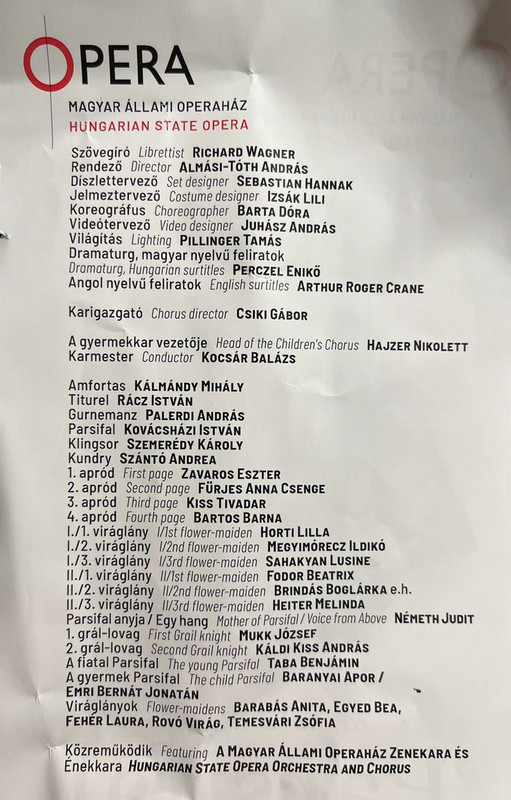 OPERA
MAGYAR ÁLLAMI OPERAHÁZ
HUNGARIAN STATE OPERA
Szövegíró Librettist RICHARD WAGNER
Rendező Director ALMÁSI-TÓTH ANDRÁS
Díszlettervező Set designer SEBASTIAN HANNAK
Jelmeztervező Costume designer IZSÁK LILI
Koreográfus Choreographer BARTA DÓRA
Videótervező Video designer JUHÁSZ ANDRÁS
Világítás Lighting PILLINGER TAMÁS
Dramaturg, magyar nyelvű feliratok
Dramaturg, Hungarian surtitles PERCZEL ENIKŐ
Angol nyelvű feliratok English surtitles ARTHUR ROGER CRANE
Karigazgató Chorus director CSIKI GÁBOR
A gyermekkar vezetője Head of the Children's Chorus HAJZER NIKOLETT
Karmester Conductor KOCSÁR BALÁZS
Amfortas KÁLMÁNDY MIHÁLY
Titurel RÁCZ ISTVÁN
Gurnemanz PALERDI ANDRÁS
Parsifal KOVÁCSHÁZI ISTVÁN
Klingsor SZEMERÉDY KÁROLY
Kundry SZÁNTÓ ANDREA
1. apród First page ZAVAROS ESZTER
2. apród Second page FÜRJES ANNA CSENGE
3. apród Third page KISS TIVADAR
4. apród Fourth page BARTOS BARNA
I./1. viráglány I/1st flower-maiden HORTI LILLA
I./2. viráglány I/2nd flower-maiden MEGYIMÓRECZ ILDIKÓ
I./3. viráglány I/3rd flower-maiden SAHAKYAN LUSINE
II./1. viráglány II/1st flower-maiden FODOR BEATRIX
II./2. viráglány II/2nd flower-maiden BRINDÁS BOGLÁRKA e.h.
II./3. viráglány II/3rd flower-maiden HEITER MELINDA
Parsifal anyja / Egy hang Mother of Parsifal / Voice from Above NÉMETH JUDIT
1. grál-lovag First Grail knight MUKK JÓZSEF
2. grál-lovag Second Grail knight KÁLDI KISS ANDRÁS
A fiatal Parsifal The young Parsifal TABA BENJÁMIN
A gyermek Parsifal The child Parsifal BARANYAI APOR /
EMRI BERNÁT JONATÁN
Viráglányok Flower-maidens BARABÁS ANITA, EGYED BEA,
FEHÉR LAURA, ROVÓ VIRÁG, TEMESVÁRI ZSÓFIA
Közreműködik Featuring A MAGYAR ÁLLAMI OPERAHÁZ ZENEKARA ÉS
Énekkara HUNGARIAN STATE OPERA ORCHESTRA AND CHORUS